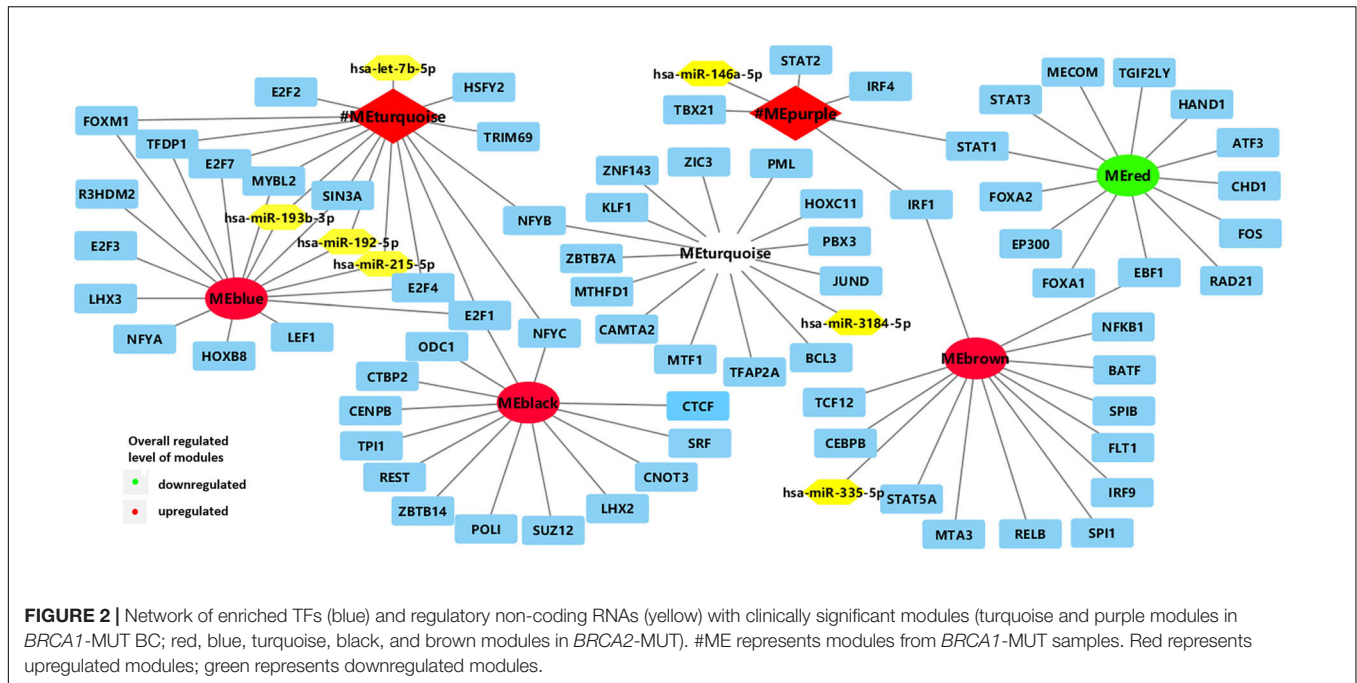 hsa-let-7b-5p
E2F2
HSFY2
#MEturquoise
FOXM1
TFDP1
TRIM69
E2F7
MYBL2
SIN3A
R3HDM2
hsa-miR-193b-3p
E2F3
hsa-miR-192-5p
hsa-miR-215-5p
MEblue
E2F4
LHX3
E2F1
NFYA
HOXB8
LEF1
NFYC
NFYB
hsa-miR-146a-5p
STAT2
IRF4
TBX21
#MEpurple
STAT1
IRF1
ZIC3
PML
ZNF143
KLF1
HOXC11
PBX3
ZBTB7A
MEturquoise
JUND
MTHFD1
hsa-miR-3184-5p
CAMTA2
BCL3
MTF1
TFAP2A
MECOM
TGIF2LY
STAT3
HAND1
ATF3
MEred
CHD1
FOXA2
FOS
EP300
RAD21
FOXA1
EBF1
ODC1
CTBP2
MEblack
CENPB
CTCF
TPI1
SRF
REST
CNOT3
ZBTB14
LHX2
POLI
SUZ12
MEbrown
NFKB1
BATF
TCF12
SPIB
CEBPB
FLT1
hsa-miR-335-5p
STAT5A
IRF9
MTA3
RELB
SPI1
Overall regulated
level of modules
downregulated
upregulated
FIGURE 2 | Network of enriched TFs (blue) and regulatory non-coding RNAs (yellow) with clinically significant modules (turquoise and purple modules in
BRCA1-MUT BC; red, blue, turquoise, black, and brown modules in BRCA2-MUT). #ME represents modules from BRCA1-MUT samples. Red represents
upregulated modules; green represents downregulated modules.